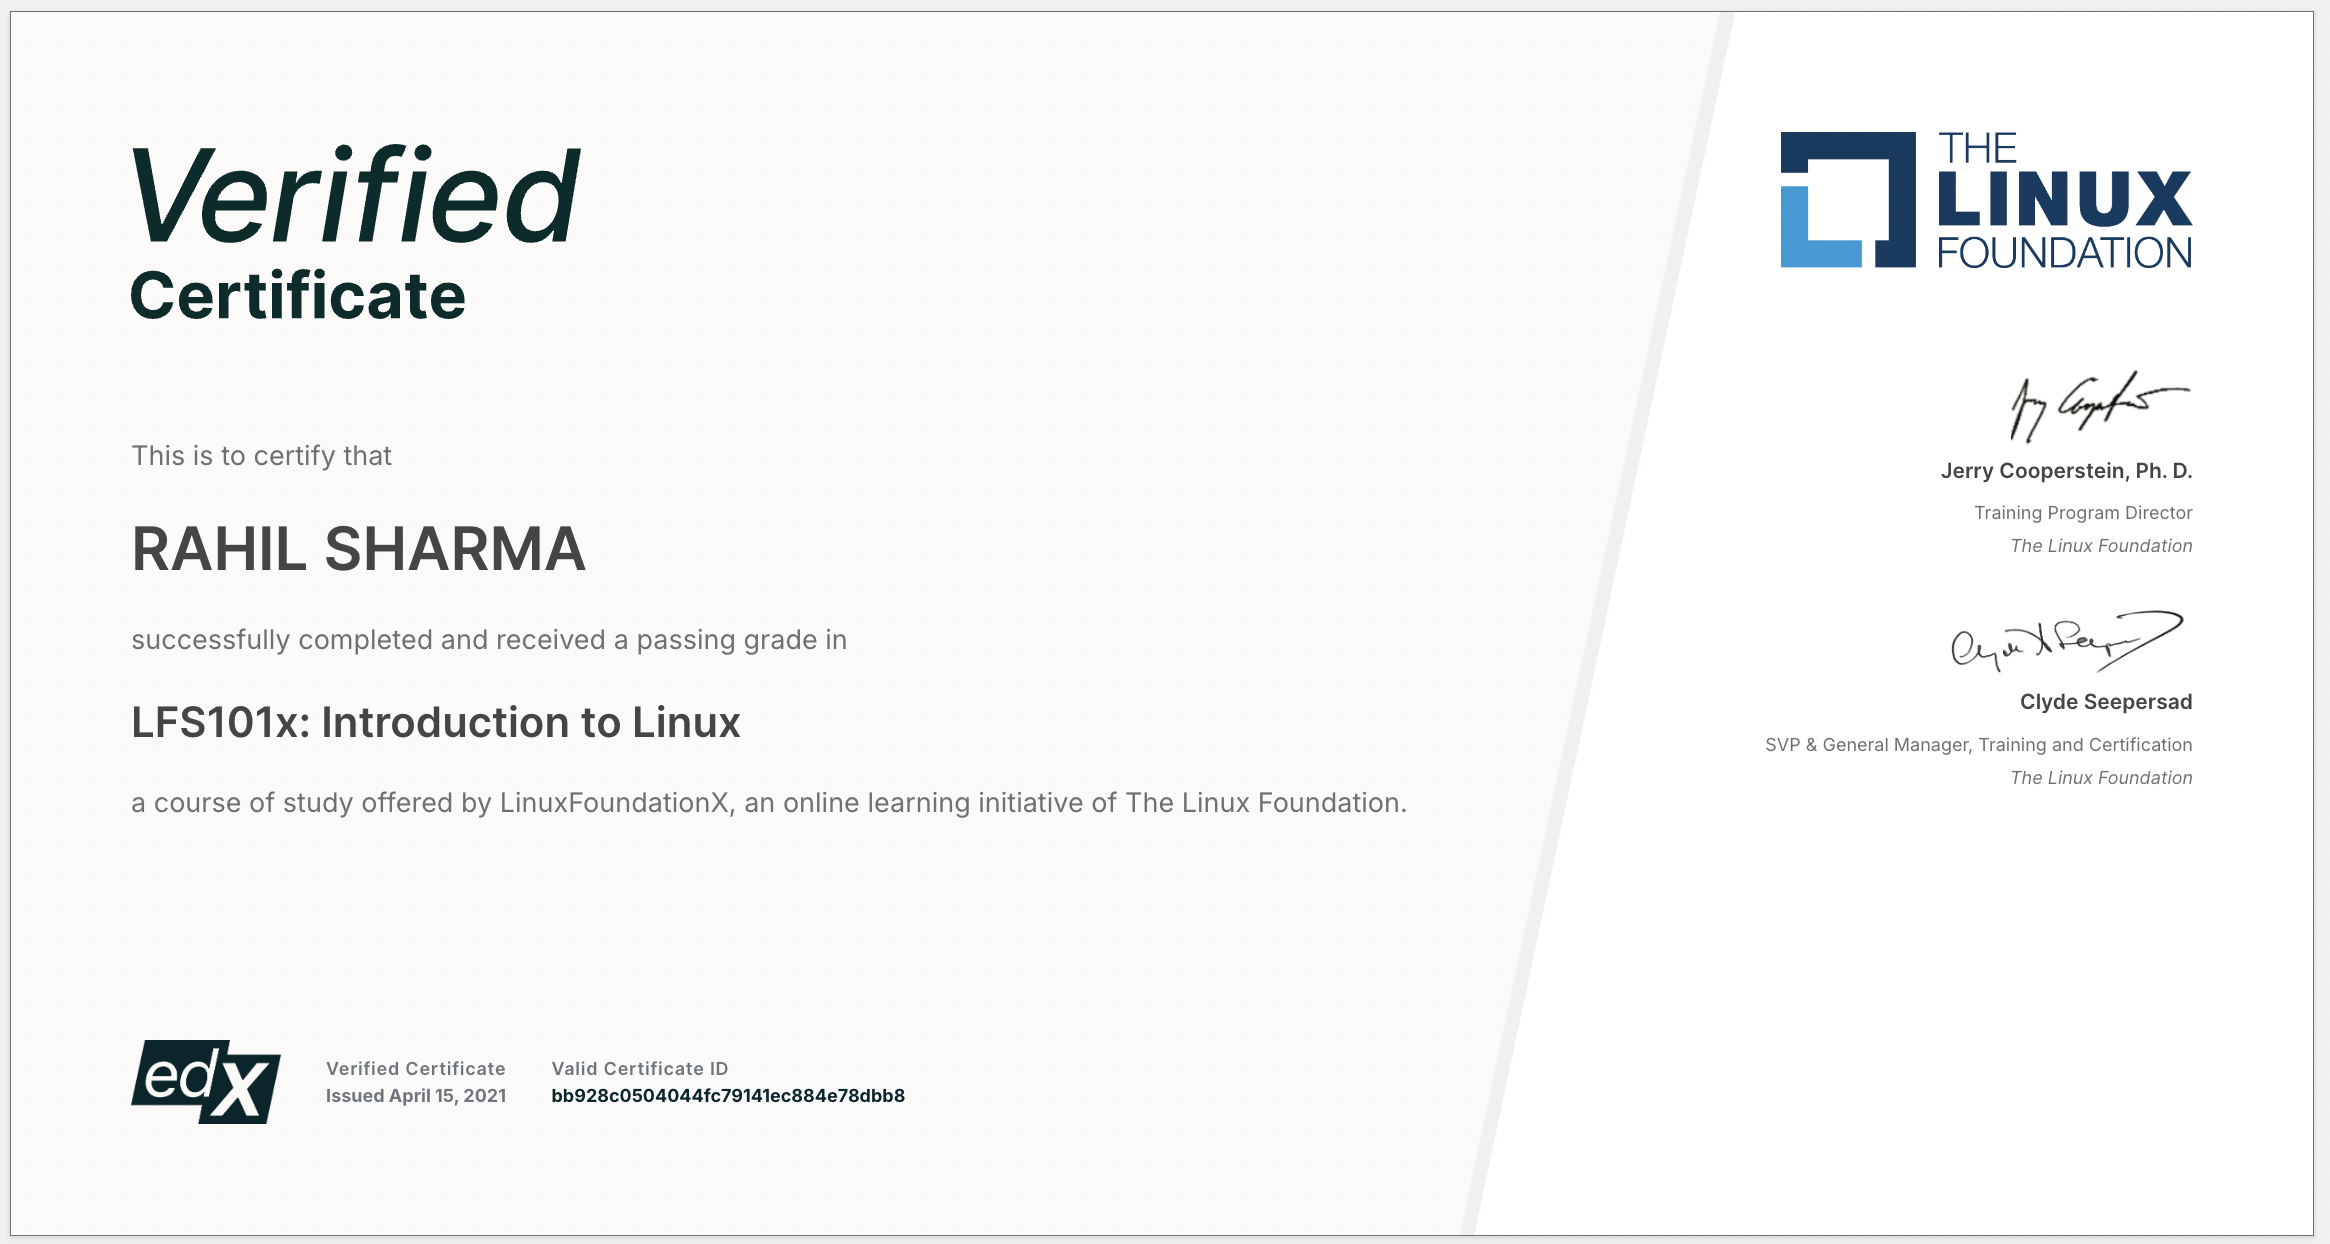 Verified
Certificate
This is to certify that
RAHIL SHARMA
successfully completed and received a passing grade in
LFS101x: Introduction to Linux
a course of study offered by LinuxFoundationX, an online learning initiative of The Linux Foundation.
edX
Verified Certificate
Issued April 15, 2021
Valid Certificate ID
bb928c0504044fc79141ec884e78dbb8
THE
LINUX
FOUNDATION
Jerry Cooperstein, Ph. D.
Training Program Director
The Linux Foundation
Clyde Seepersad
SVP & General Manager, Training and Certification
The Linux Foundation